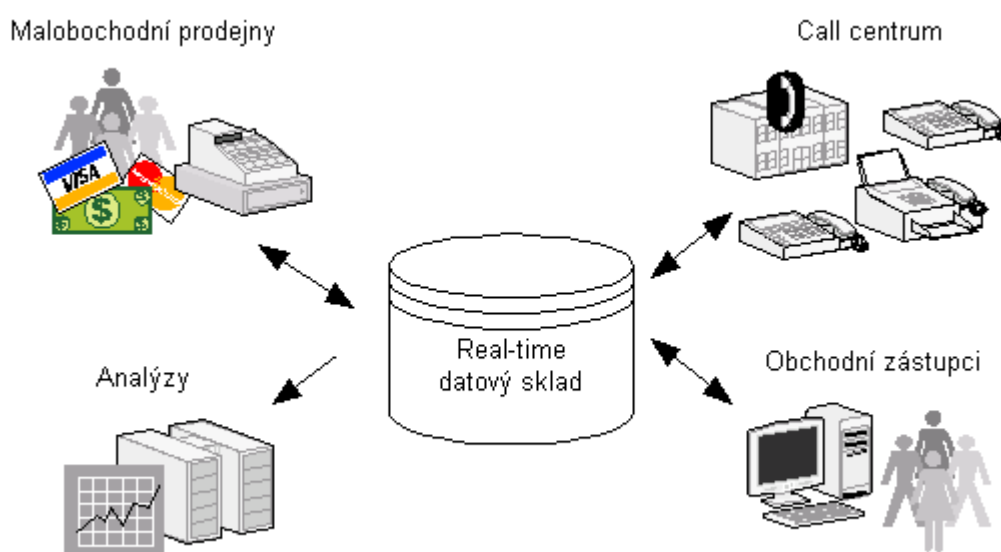 Malobochodní prodejny
Call centrum
VISA
Real-time
datový sklad
Analýzy
Obchodní zástupci